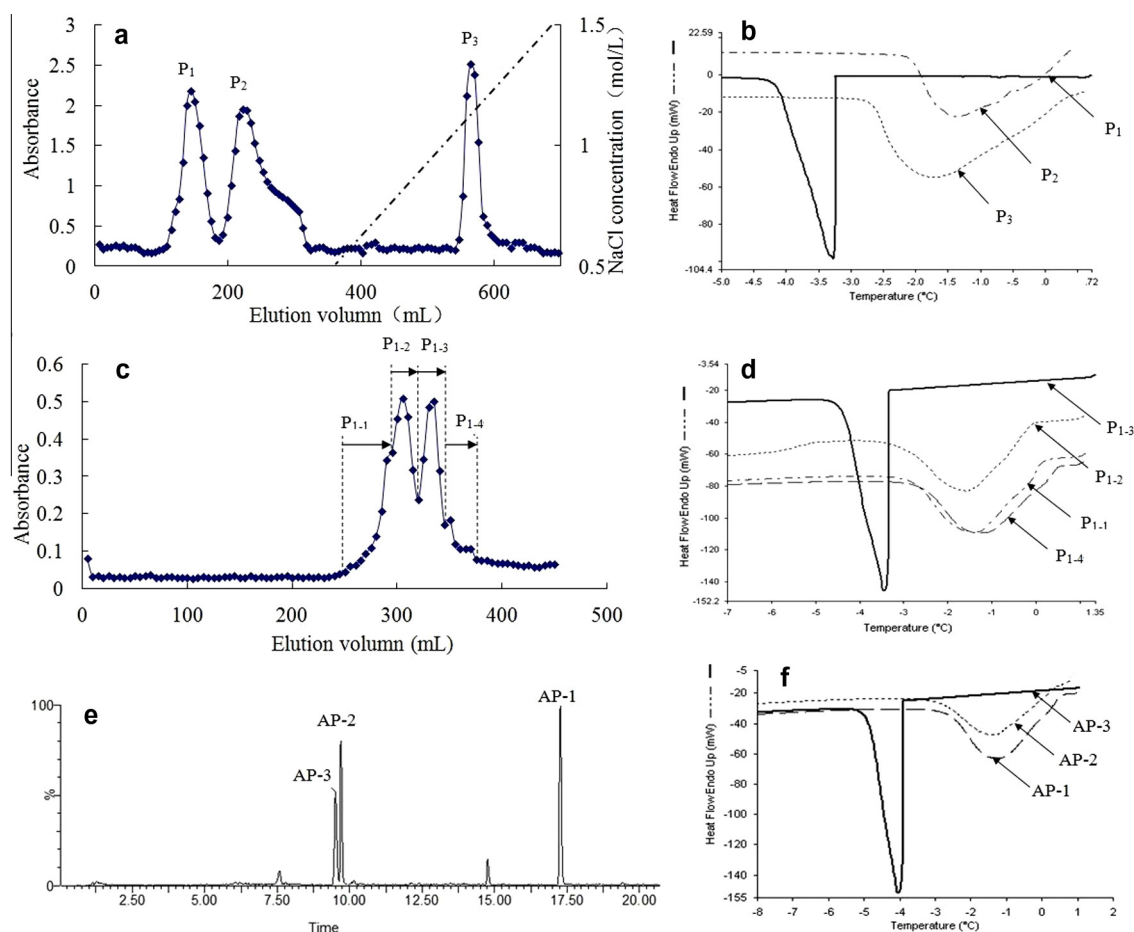 a
P1
P2
P3
3
2.5
2
1.5
1
0.5
0
1.5
1
0.5
0
200
400
600
Absorbance
NaCl concentration (mol/L)
Elution volumn (mL)
b
22.59
0
-20
-40
-60
-80
-104.4
-5.0
-4.5
-4.0
-3.5
-3.0
-2.5
-2.0
-1.5
-1.0
-.5
.0
.72
Heat Flow Endo Up (mW)
Temperature (°C)
P1
P2
P3
c
P1-2
P1-3
P1-1
P1-4
0.6
0.5
0.4
0.3
0.2
0.1
0
0
100
200
300
400
500
Absorbance
Elution volumn (mL)
d
-3.54
-20
-40
-60
-80
-100
-120
-140
-152.2
-7
-6
-5
-4
-3
-2
-1
0
1.35
Heat Flow Endo Up (mW)
Temperature (°C)
P1-3
P1-2
P1-1
P1-4
e
100
%
0
AP-1
AP-2
AP-3
2.50
5.00
7.50
10.00
12.50
15.00
17.50
20.00
Time
f
-5
-20
-40
-60
-80
-100
-120
-155
-8
-7
-6
-5
-4
-3
-2
-1
0
1
2
Heat Flow Endo Up (mW)
Temperature (°C)
AP-3
AP-2
AP-1